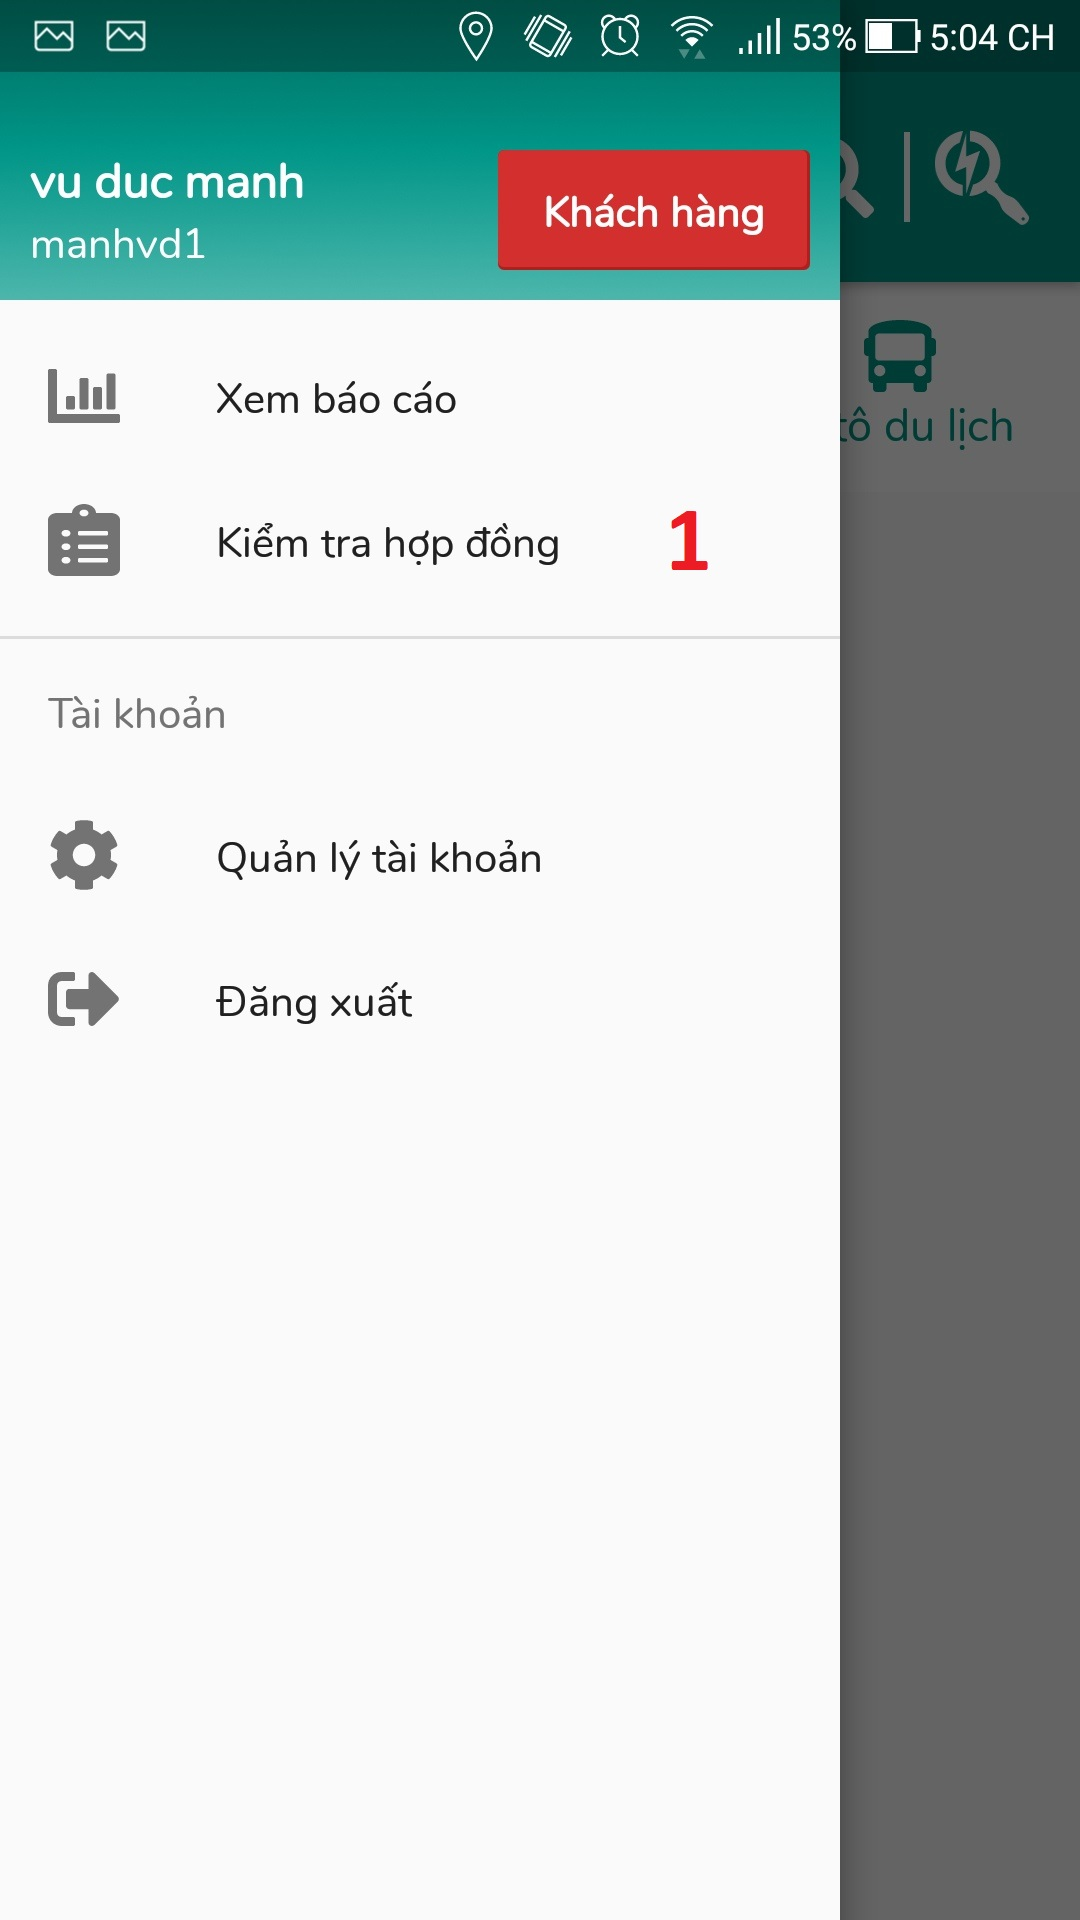 53% 5:04 CH
vu duc manh
manhvd1
Khách hàng
tô du lịch
Xem báo cáo
Kiểm tra hợp đồng 1
Tài khoản
Quản lý tài khoản
Đăng xuất